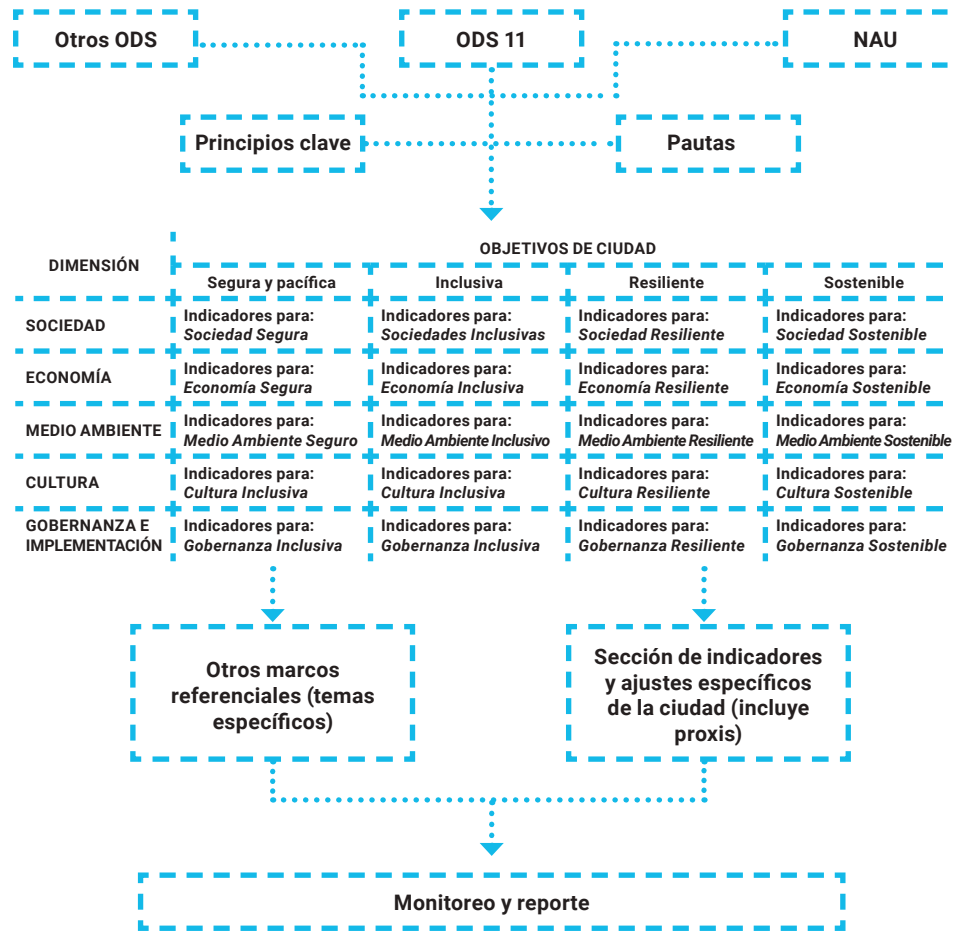 Otros ODS
ODS 11
NAU
Principios clave
Pautas
DIMENSIÓN
OBJETIVOS DE CIUDAD
Segura y pacífica
Inclusiva
Resiliente
Sostenible
SOCIEDAD
Indicadores para:
Sociedad Segura
Indicadores para:
Sociedades Inclusivas
Indicadores para:
Sociedad Resiliente
Indicadores para:
Sociedad Sostenible
ECONOMÍA
Indicadores para:
Economía Segura
Indicadores para:
Economía Inclusiva
Indicadores para:
Economía Resiliente
Indicadores para:
Economía Sostenible
MEDIO AMBIENTE
Indicadores para:
Medio Ambiente Seguro
Indicadores para:
Medio Ambiente Inclusivo
Indicadores para:
Medio Ambiente Resiliente
Indicadores para:
Medio Ambiente Sostenible
CULTURA
Indicadores para:
Cultura Inclusiva
Indicadores para:
Cultura Inclusiva
Indicadores para:
Cultura Resiliente
Indicadores para:
Cultura Sostenible
GOBERNANZA E
IMPLEMENTACIÓN
Indicadores para:
Gobernanza Inclusiva
Indicadores para:
Gobernanza Inclusiva
Indicadores para:
Gobernanza Resiliente
Indicadores para:
Gobernanza Sostenible
Otros marcos
referenciales (temas
específicos)
Sección de indicadores
y ajustes específicos
de la ciudad (incluye
proxis)
Monitoreo y reporte